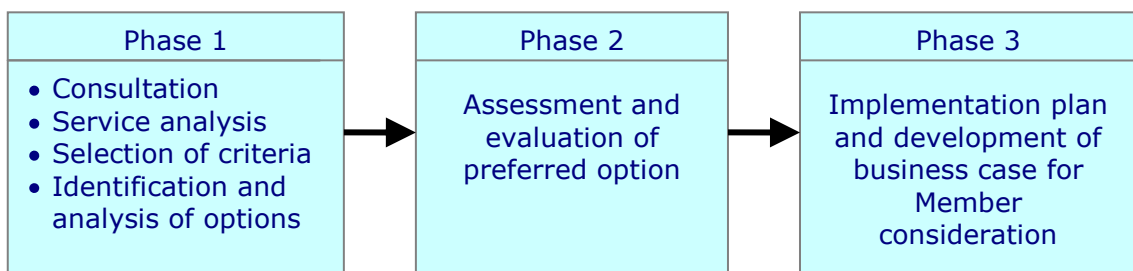 Phase 1
• Consultation
• Service analysis
• Selection of criteria
• Identification and
analysis of options
Phase 2
Assessment and
evaluation of
preferred option
Phase 3
Implementation plan
and development of
business case for
Member
consideration